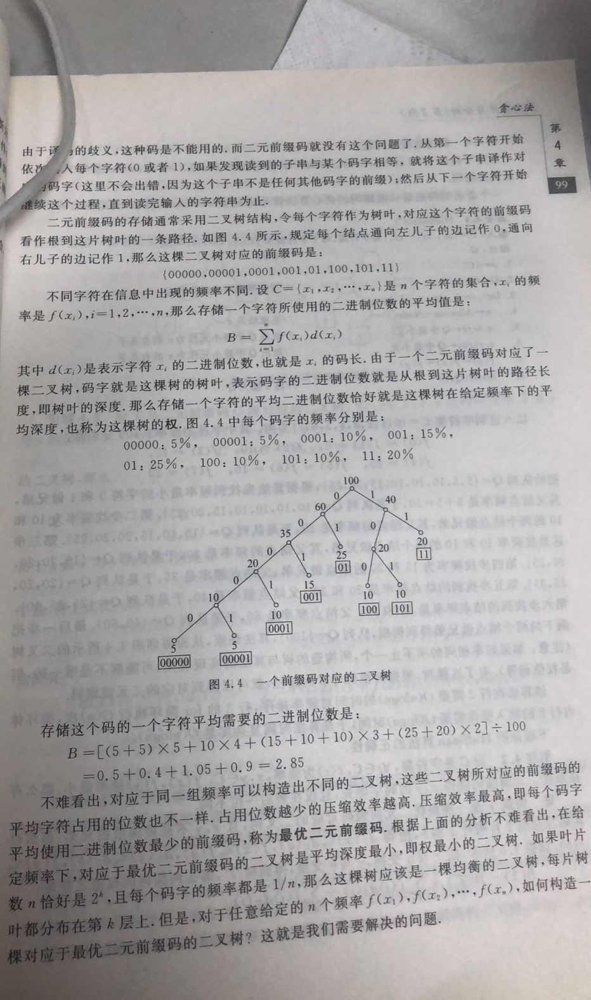 贪心法
第
4
章
99
由于译码的歧义,这种码是不能用的.而二元前缀码就没有这个问题了.从第一个字符开始
依次 人每个字符(0或者1),如果发现读到的子串与某个码字相等,就将这个子串译作对
的码字(这里不会出错,因为这个子串不是任何其他码字的前缀);然后从下一个字符开始
继续这个过程,直到读完输入的字符串为止.
二元前缀码的存储通常采用二叉树结构,令每个字符作为树叶,对应这个字符的前缀码
看作根到这片树叶的一条路径.如图4.4所示,规定每个结点通向左儿子的边记作0,通向
右儿子的边记作1,那么这棵二叉树对应的前缀码是:
{00000,00001,0001,001,01,100,101,11}
不同字符在信息中出现的频率不同.设C={x₁,x₂,⋯,xₙ}是n个字符的集合,xᵢ的频
率是f(xᵢ),i=1,2,⋯,n,那么存储一个字符所使用的二进制位数的平均值是:
B = ∑ⁿᵢ₌₁ f(xᵢ)d(xᵢ)
其中d(xᵢ)是表示字符xᵢ的二进制位数,也就是xᵢ的码长.由于一个二元前缀码对应了一
棵二叉树,码字就是这棵树的树叶,表示码字的二进制位数就是从根到这片树叶的路径长
度,即树叶的深度.那么存储一个字符的平均二进制位数恰好就是这棵树在给定频率下的平
均深度,也称为这棵树的权.图4.4中每个码字的频率分别是:
00000:5%, 00001:5%, 0001:10%, 001:15%,
01:25%, 100:10%, 101:10%, 11:20%
100
0 1
60 40
0 1 0 1
35 25 20 20
01 11
0 1 0 1
20 15 10 10
001 100 101
0 1
10 10
0001
0 1
5 5
00000 00001
图4.4 一个前缀码对应的二叉树
存储这个码的一个字符平均需要的二进制位数是:
B=[(5+5)×5+10×4+(15+10+10)×3+(25+20)×2]÷100
=0.5+0.4+1.05+0.9=2.85
不难看出,对应于同一组频率可以构造出不同的二叉树,这些二叉树所对应的前缀码的
平均字符占用的位数也不一样.占用位数越少的压缩效率越高.压缩效率最高,即每个码字
平均使用二进制位数最少的前缀码,称为最优二元前缀码.根据上面的分析不难看出,在给
定频率下,对应于最优二元前缀码的二叉树是平均深度最小,即权最小的二叉树.如果叶片
数n恰好是2ᵏ,且每个码字的频率都是1/n,那么这棵树应该是一棵均衡的二叉树,每片树
叶都分布在第k层上.但是,对于任意给定的n个频率f(x₁),f(x₂),⋯,f(xₙ),如何构造一
棵对应于最优二元前缀码的二叉树?这就是我们需要解决的问题.